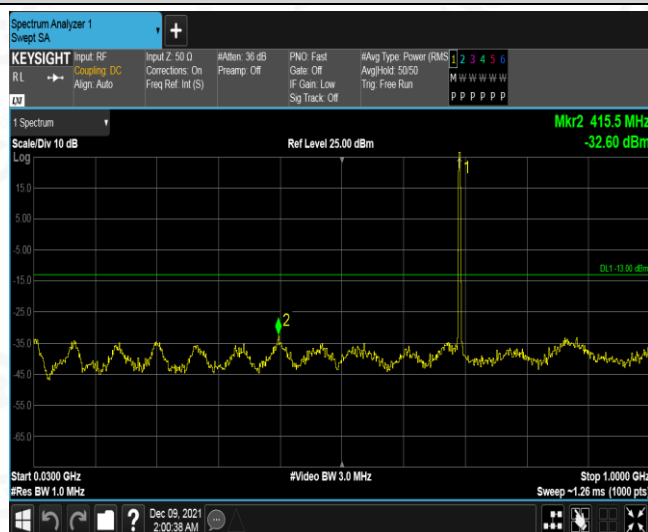 Spectrum Analyzer 1
Swept SA
+
KEYSIGHT Input: RF Input Z: 50 Ω #Atten: 36 dB PNO: Fast #Avg Type: Power (RMS 1 2 3 4 5 6
R L Coupling: DC Corrections: On Preamp: Off Gate: Off Avg|Hold: 50/50 M W W W W W
Align: Auto Freq Ref: Int (S) IF Gain: Low Trig: Free Run
Sig Track: Off P P P P P P
LXI
1 Spectrum Mkr2 415.5 MHz
Scale/Div 10 dB Ref Level 25.00 dBm -32.60 dBm
Log
1
15.0
5.00
-5.00
DL1 -13.00 dBm
-15.0
-25.0
2
-35.0
-45.0
-55.0
-65.0
Start 0.0300 GHz #Video BW 3.0 MHz Stop 1.0000 GHz
#Res BW 1.0 MHz Sweep ~1.26 ms (1000 pts)
? Dec 09, 2021
2:00:38 AM